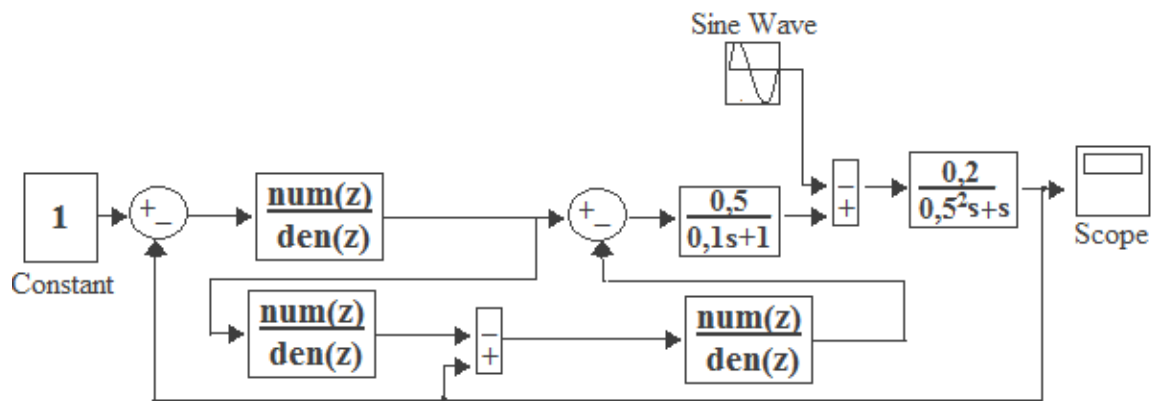 Sine Wave
1
Constant
+
−
num(z)
den(z)
+
−
0,5
0,1s+1
−
+
0,2
0,5²s+s
Scope
num(z)
den(z)
−
+
num(z)
den(z)